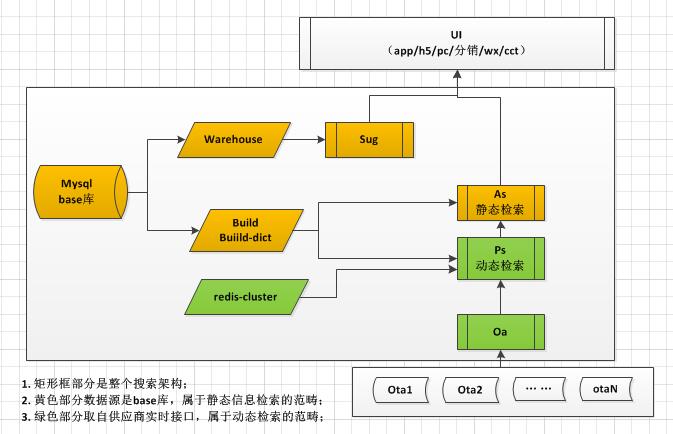 UI
（app/h5/pc/分销/wx/cct）
Warehouse
Sug
Mysql
base库
As
静态检索
Build
Buiild-dict
Ps
动态检索
redis-cluster
Oa
Ota1
Ota2
… …
otaN
1. 矩形框部分是整个搜索架构；
2. 黄色部分数据源是base库，属于静态信息检索的范畴；
3. 绿色部分取自供应商实时接口，属于动态检索的范畴；